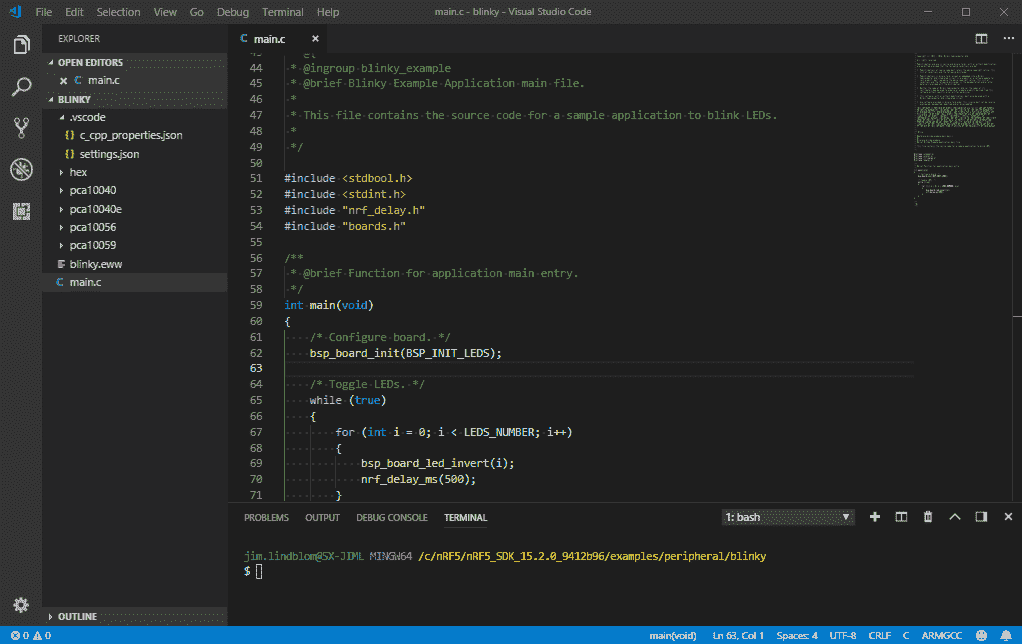 File Edit Selection View Go Debug Terminal Help
main.c - blinky - Visual Studio Code
EXPLORER
OPEN EDITORS
main.c
BLINKY
.vscode
c_cpp_properties.json
settings.json
hex
pca10040
pca10040e
pca10056
pca10059
blinky.eww
main.c
OUTLINE
main.c
44 * @ingroup blinky_example
45 * @brief Blinky Example Application main file.
46 *
47 * This file contains the source code for a sample application to blink LEDs.
48 *
49 */
50
51 #include <stdbool.h>
52 #include <stdint.h>
53 #include "nrf_delay.h"
54 #include "boards.h"
55
56 /**
57 * @brief Function for application main entry.
58 */
59 int main(void)
60 {
61 /* Configure board. */
62 bsp_board_init(BSP_INIT_LEDS);
63
64 /* Toggle LEDs. */
65 while (true)
66 {
67 for (int i = 0; i < LEDS_NUMBER; i++)
68 {
69 bsp_board_led_invert(i);
70 nrf_delay_ms(500);
71 }
PROBLEMS OUTPUT DEBUG CONSOLE TERMINAL
1: bash
jim.lindblom@SX-JIML MINGW64 /c/nRF5/nRF5_SDK_15.2.0_9412b96/examples/peripheral/blinky
$
0 0 main(void) Ln 63, Col 1 Spaces: 4 UTF-8 CRLF C ARMGCC